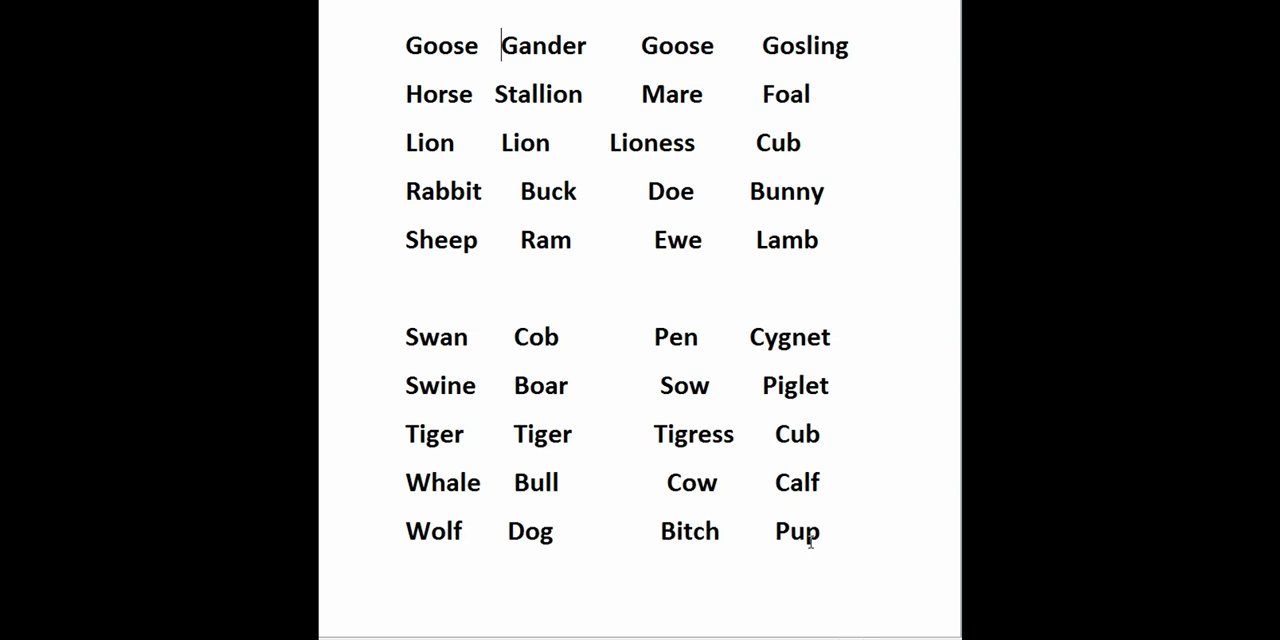 Goose Gander Goose Gosling
Horse Stallion Mare Foal
Lion Lion Lioness Cub
Rabbit Buck Doe Bunny
Sheep Ram Ewe Lamb
Swan Cob Pen Cygnet
Swine Boar Sow Piglet
Tiger Tiger Tigress Cub
Whale Bull Cow Calf
Wolf Dog Bitch Pup